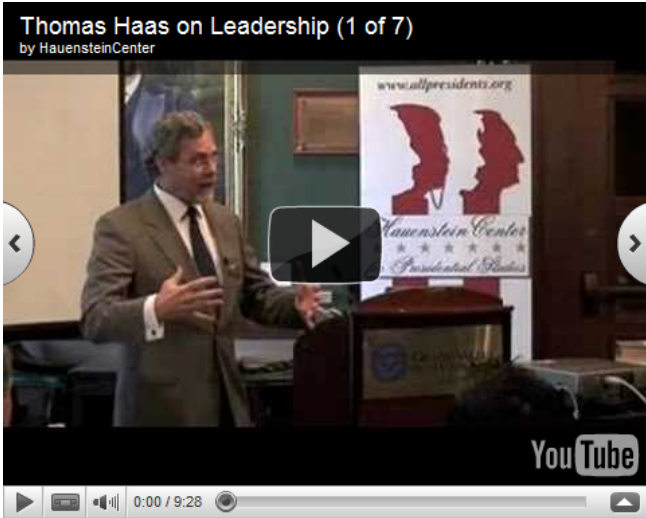 Thomas Haas on Leadership (1 of 7)
by HauensteinCenter
www.allpresidents.org
Hauenstein Center
Presidential Studies
YouTube
0:00 / 9:28